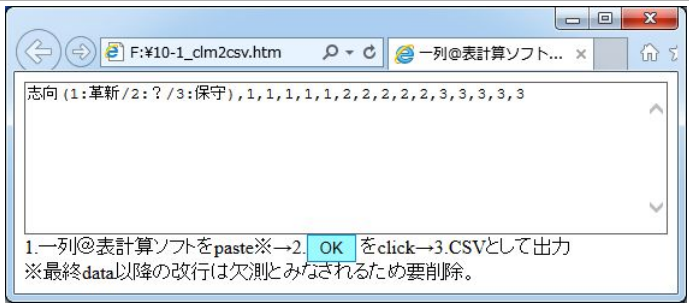 F:¥10-1_clm2csv.htm
一列@表計算ソフト...
志向(1:革新/2:？/3:保守),1,1,1,1,1,2,2,2,2,2,3,3,3,3,3
1.一列@表計算ソフトをpaste※→2. OK をclick→3.CSVとして出力
※最終data以降の改行は欠測とみなされるため要削除。